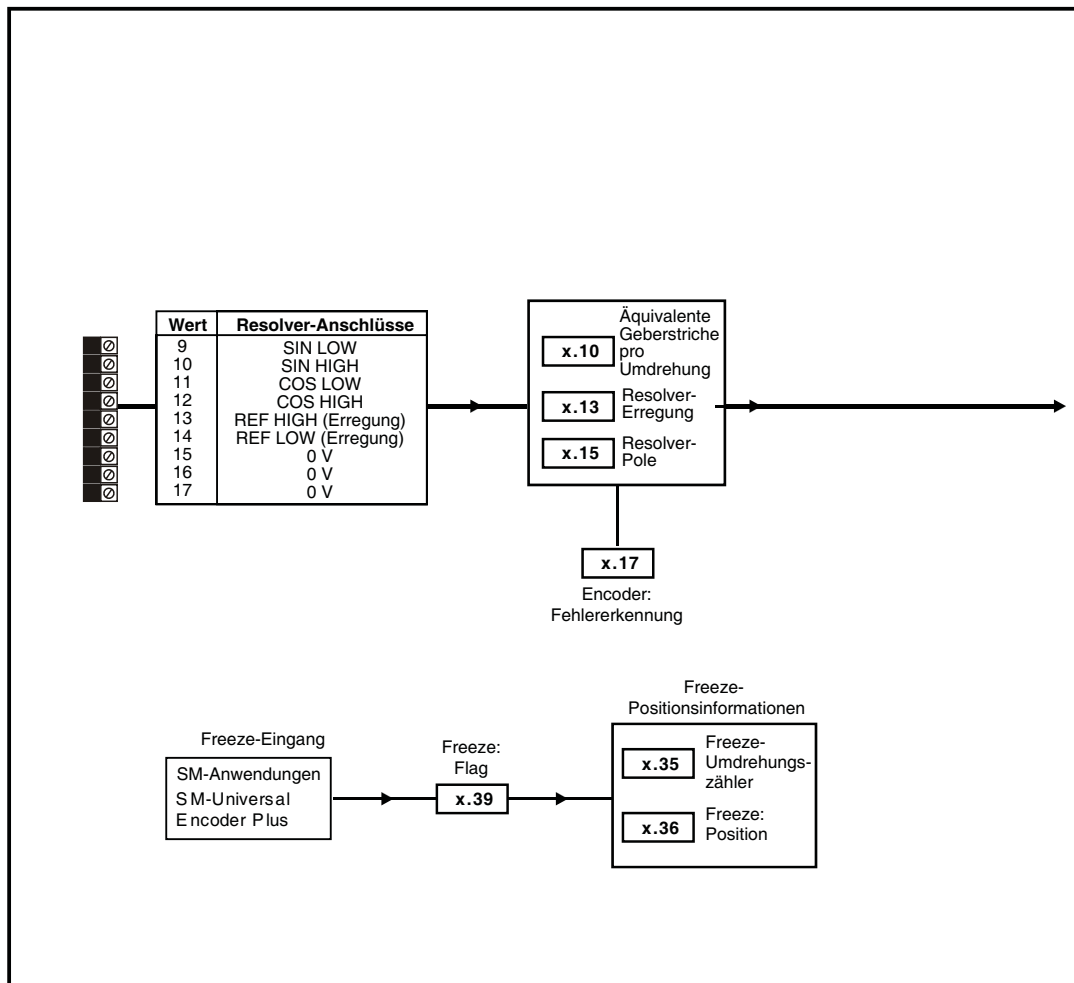 Wert Resolver-Anschlüsse
9 SIN LOW
10 SIN HIGH
11 COS LOW
12 COS HIGH
13 REF HIGH (Erregung)
14 REF LOW (Erregung)
15 0 V
16 0 V
17 0 V
x.10
Äquivalente
Geberstriche
pro
Umdrehung
x.13
Resolver-
Erregung
x.15
Resolver-
Pole
x.17
Encoder:
Fehlererkennung
Freeze-Eingang
SM-Anwendungen
SM-Universal
Encoder Plus
Freeze:
Flag
x.39
Freeze-
Positionsinformationen
x.35
Freeze-
Umdrehungs-
zähler
x.36
Freeze:
Position